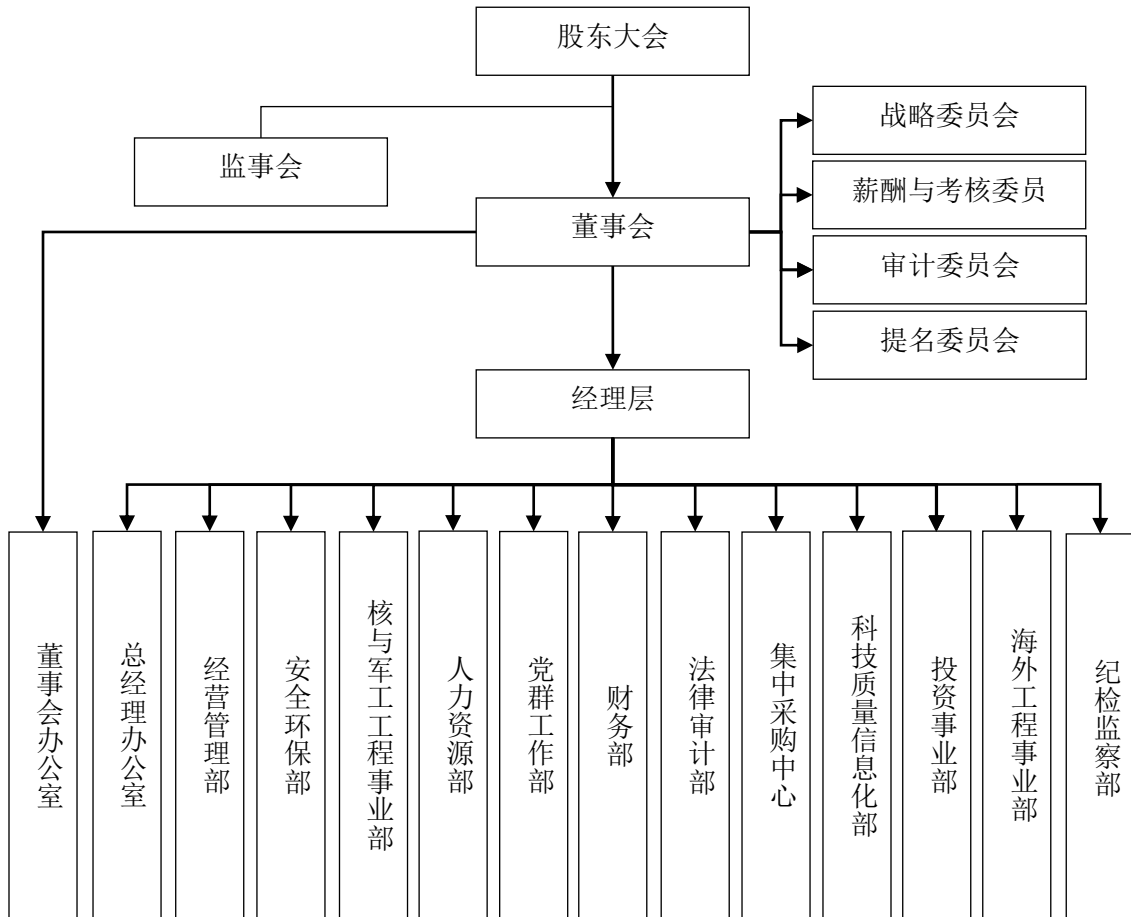 股东大会
监事会
战略委员会
薪酬与考核委员
董事会
审计委员会
提名委员会
经理层
董事会办公室
总经理办公室
经营管理部
安全环保部
核与军工工程事业部
人力资源部
党群工作部
财务部
法律审计部
集中采购中心
科技质量信息化部
投资事业部
海外工程事业部
纪检监察部